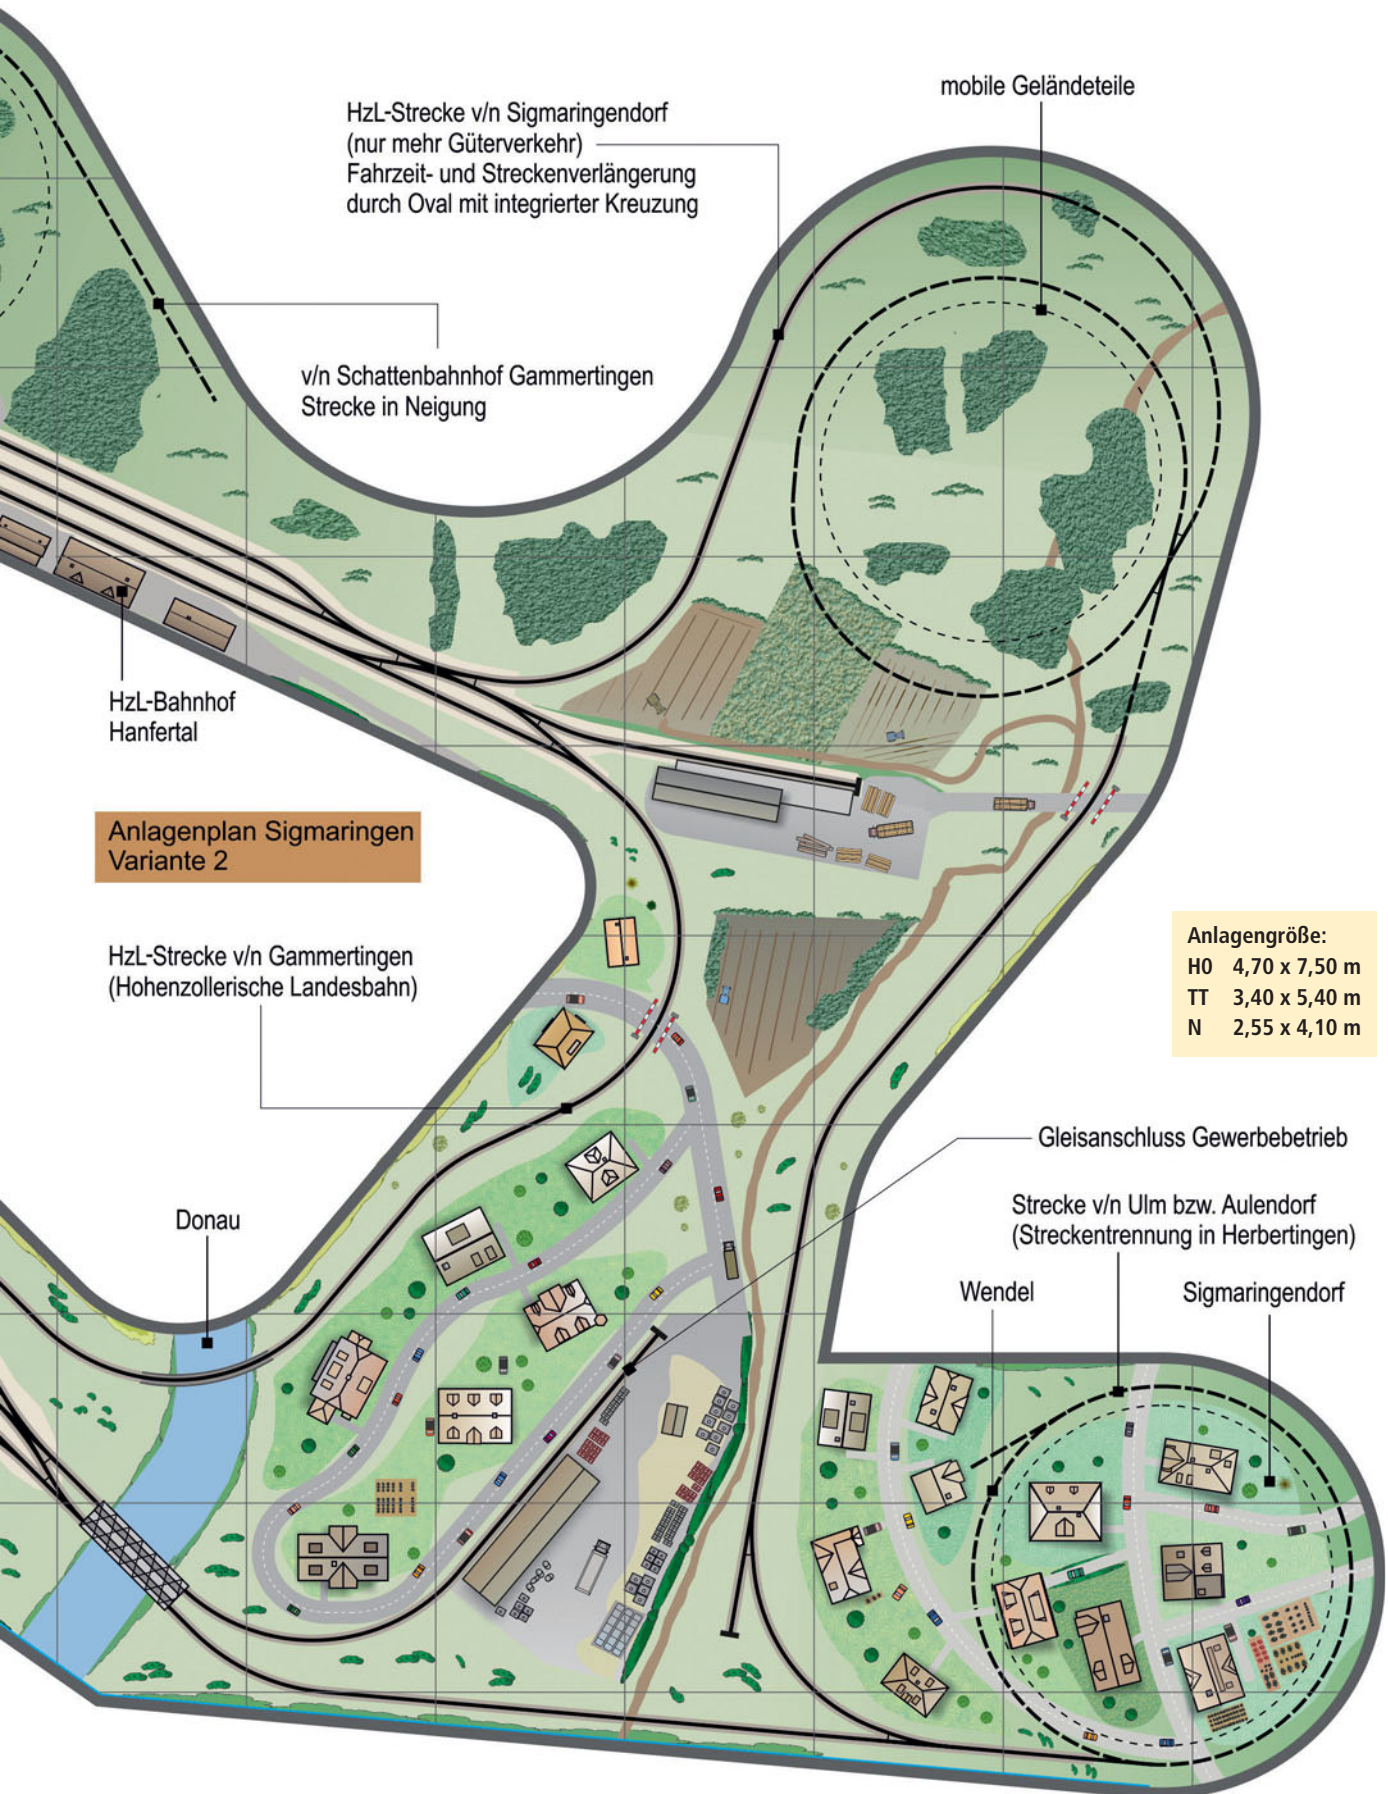 mobile Geländeteile
HzL-Strecke v/n Sigmaringendorf
(nur mehr Güterverkehr)
Fahrzeit- und Streckenverlängerung
durch Oval mit integrierter Kreuzung
v/n Schattenbahnhof Gammertingen
Strecke in Neigung
HzL-Bahnhof
Hanfertal
Anlagenplan Sigmaringen
Variante 2
HzL-Strecke v/n Gammertingen
(Hohenzollerische Landesbahn)
Anlagengröße:
H0 4,70 x 7,50 m
TT 3,40 x 5,40 m
N 2,55 x 4,10 m
Gleisanschluss Gewerbebetrieb
Strecke v/n Ulm bzw. Aulendorf
(Streckentrennung in Herbertingen)
Donau
Wendel
Sigmaringendorf